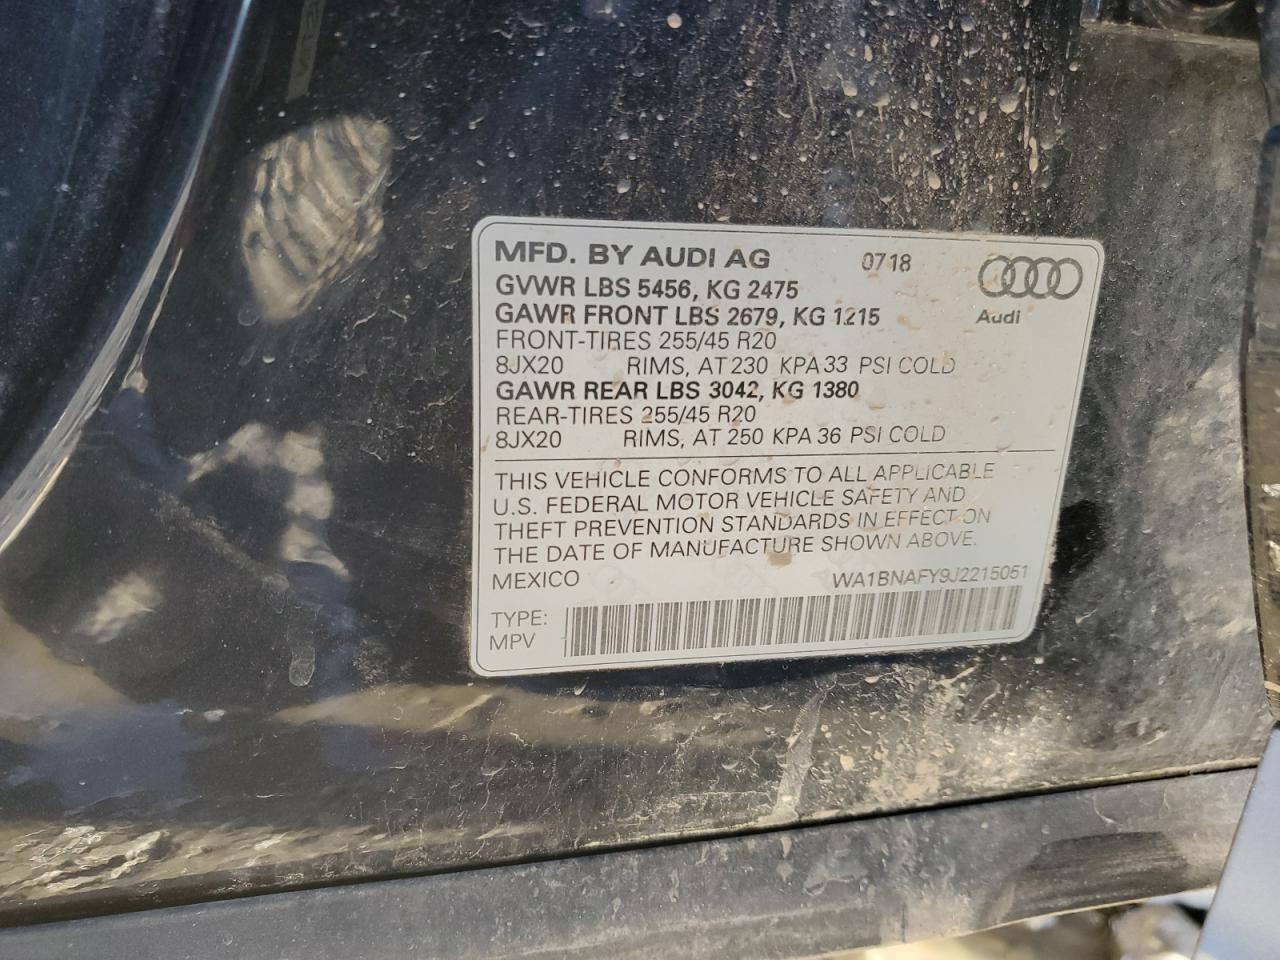 MFD. BY AUDI AG 0718
GVWR LBS 5456, KG 2475
GAWR FRONT LBS 2679, KG 1215 Audi
FRONT-TIRES 255/45 R20
8JX20 RIMS, AT 230 KPA 33 PSI COLD
GAWR REAR LBS 3042, KG 1380
REAR-TIRES 255/45 R20
8JX20 RIMS, AT 250 KPA 36 PSI COLD
THIS VEHICLE CONFORMS TO ALL APPLICABLE
U.S. FEDERAL MOTOR VEHICLE SAFETY AND
THEFT PREVENTION STANDARDS IN EFFECT ON
THE DATE OF MANUFACTURE SHOWN ABOVE.
MEXICO WA1BNAFY9J2215051
TYPE:
MPV